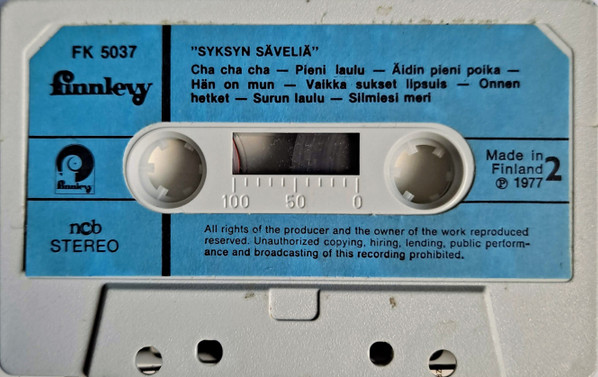 FK 5037
finnlevy
"SYKSYN SÄVELIÄ"
Cha cha cha — Pieni laulu — Äidin pieni poika —
Hän on mun — Vaikka sukset lipsuis — Onnen
hetket — Surun laulu — Silmiesi meri
finnlevy
100 50 0
Made in
Finland
℗ 1977
2
ncb
STEREO
All rights of the producer and the owner of the work reproduced
reserved. Unauthorized copying, hiring, lending, public perform-
ance and broadcasting of this recording prohibited.